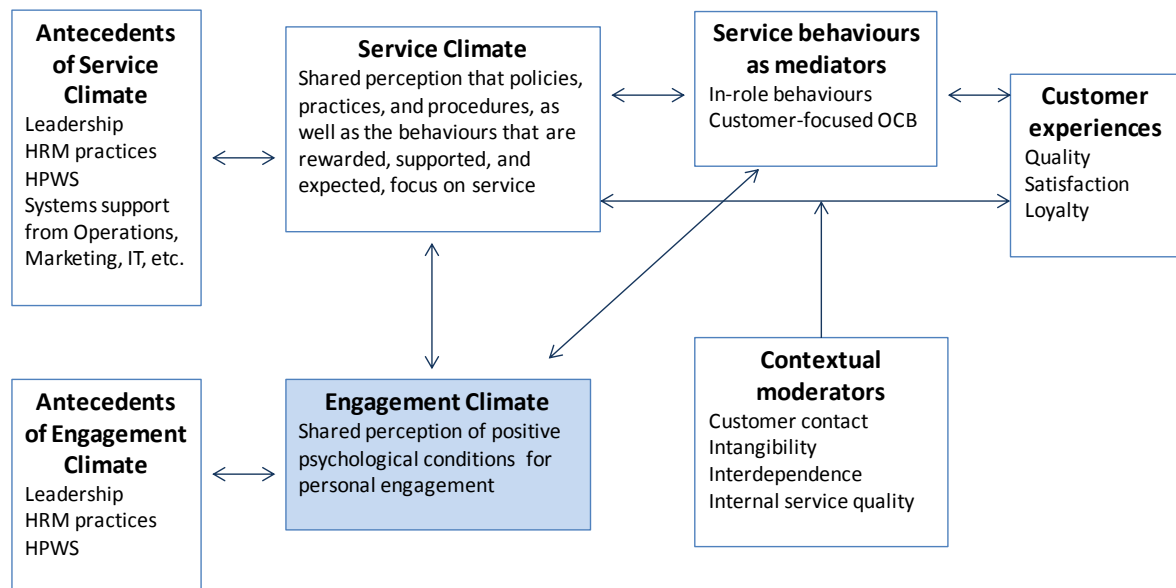 Antecedents
of Service
Climate
Leadership
HRM practices
HPWS
Systems support
from Operations,
Marketing, IT, etc.
Service Climate
Shared perception that policies,
practices, and procedures, as
well as the behaviours that are
rewarded, supported, and
expected, focus on service
Service behaviours
as mediators
In-role behaviours
Customer-focused OCB
Customer
experiences
Quality
Satisfaction
Loyalty
Antecedents
of Engagement
Climate
Leadership
HRM practices
HPWS
Engagement Climate
Shared perception of positive
psychological conditions for
personal engagement
Contextual
moderators
Customer contact
Intangibility
Interdependence
Internal service quality